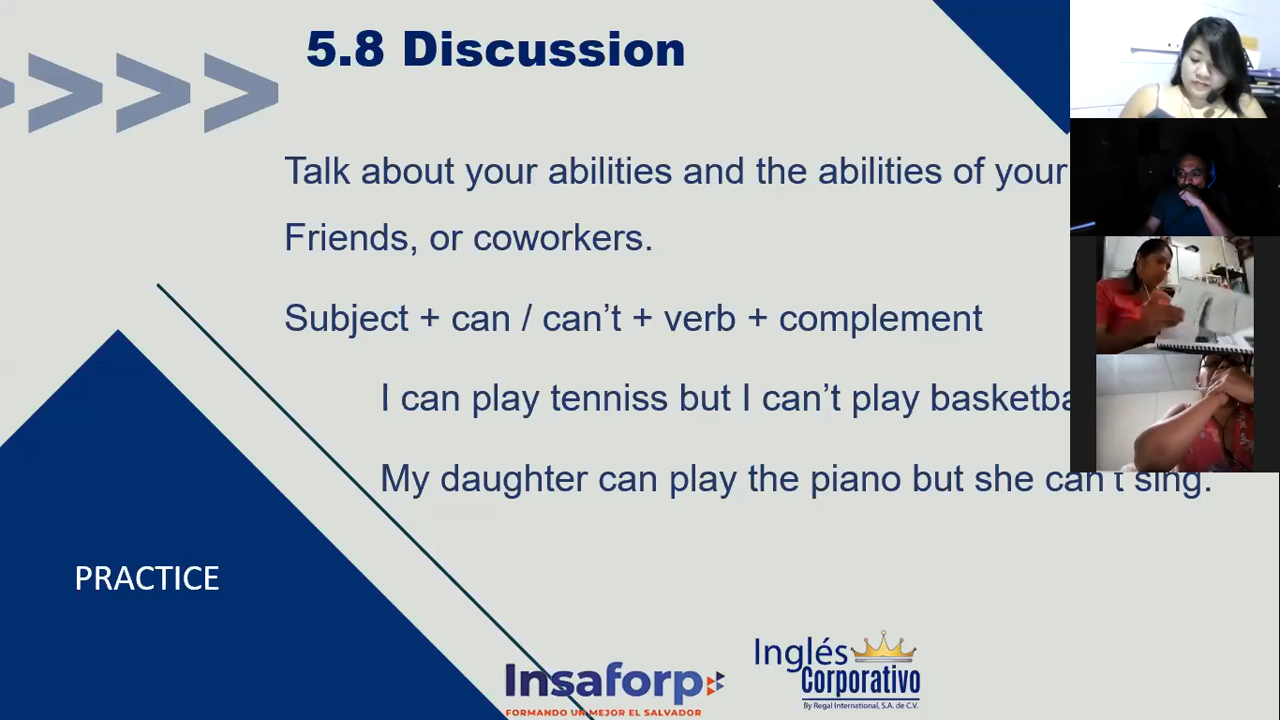 5.8 Discussion
Talk about your abilities and the abilities of your
Friends, or coworkers.
Subject + can / can’t + verb + complement
I can play tenniss but I can’t play
My daughter can play the piano but she can't sing.
PRACTICE
Insaforp
FORMANDO UN MEJOR EL SALVADOR
Inglés
Corporativo
By Regal International, S.A. de C.V.